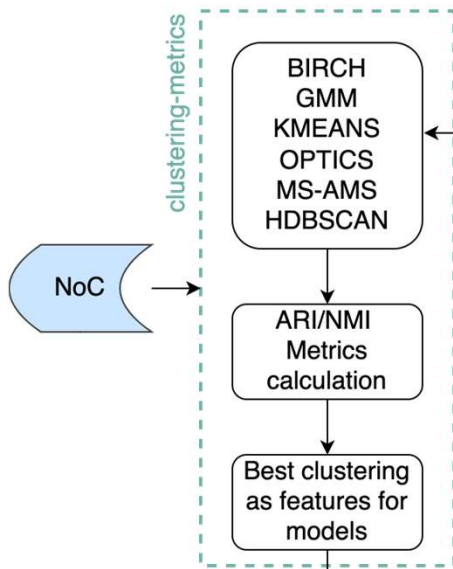 clustering-metrics
BIRCH
GMM
KMEANS
OPTICS
MS-AMS
HDBSCAN
NoC
ARI/NMI
Metrics
calculation
Best clustering
as features for
models